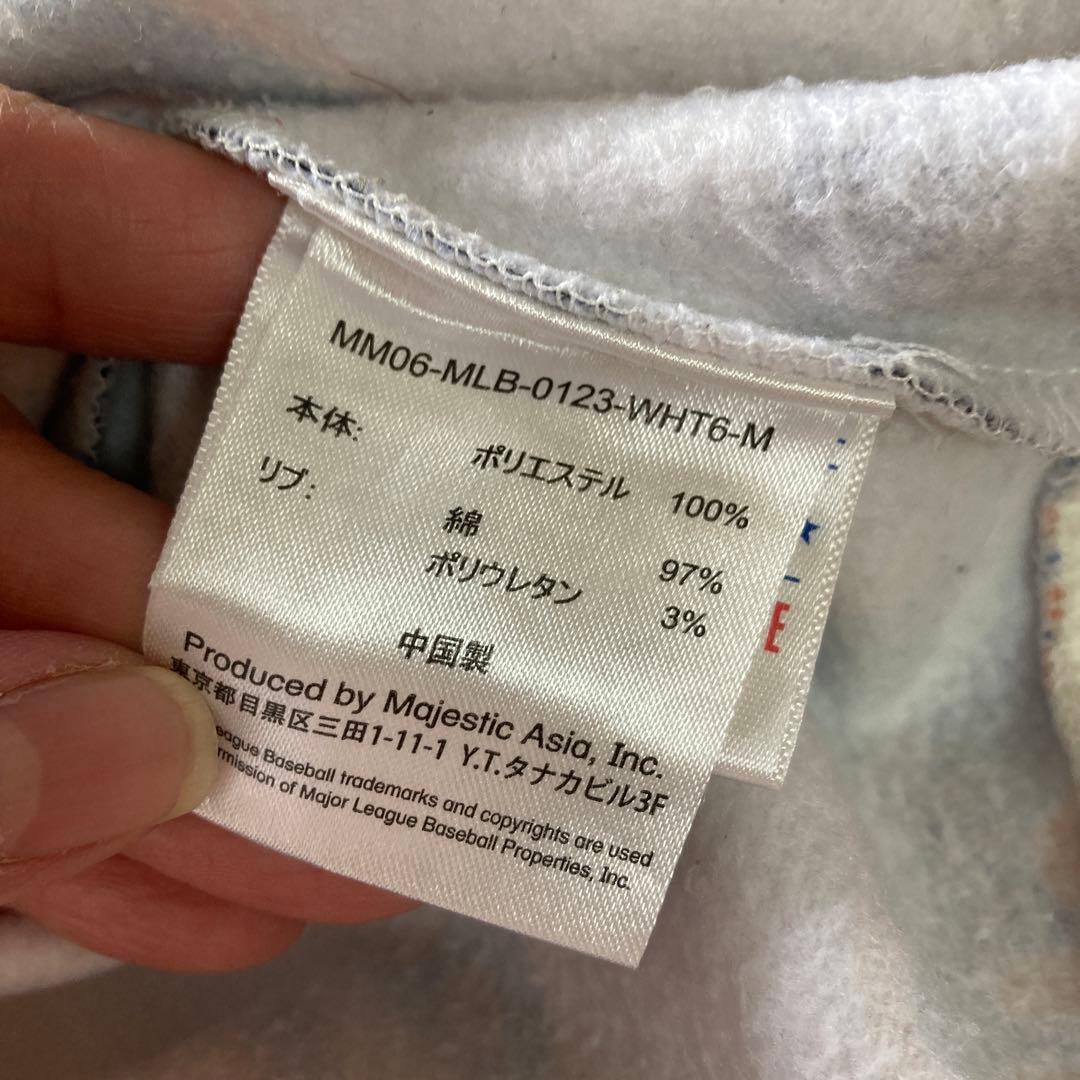 MM06-MLB-0123-WHT6-M
本体: ポリエステル 100%
リブ: 綿 97%
ポリウレタン 3%
中国製
Produced by Majestic Asia, Inc.
東京都目黒区三田1-11-1 Y.T.タナカビル3F
Baseball trademarks and copyrights are used
of Major League Baseball Properties, Inc.
E